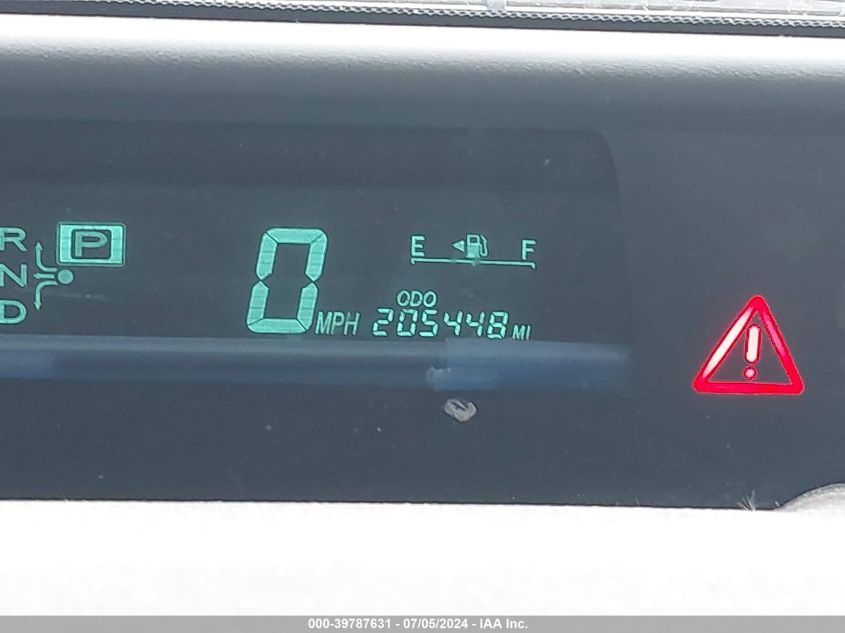 R P
N
D
0 MPH
E F
ODO
205448 MI
000-39787631 - 07/05/2024 - IAA Inc.